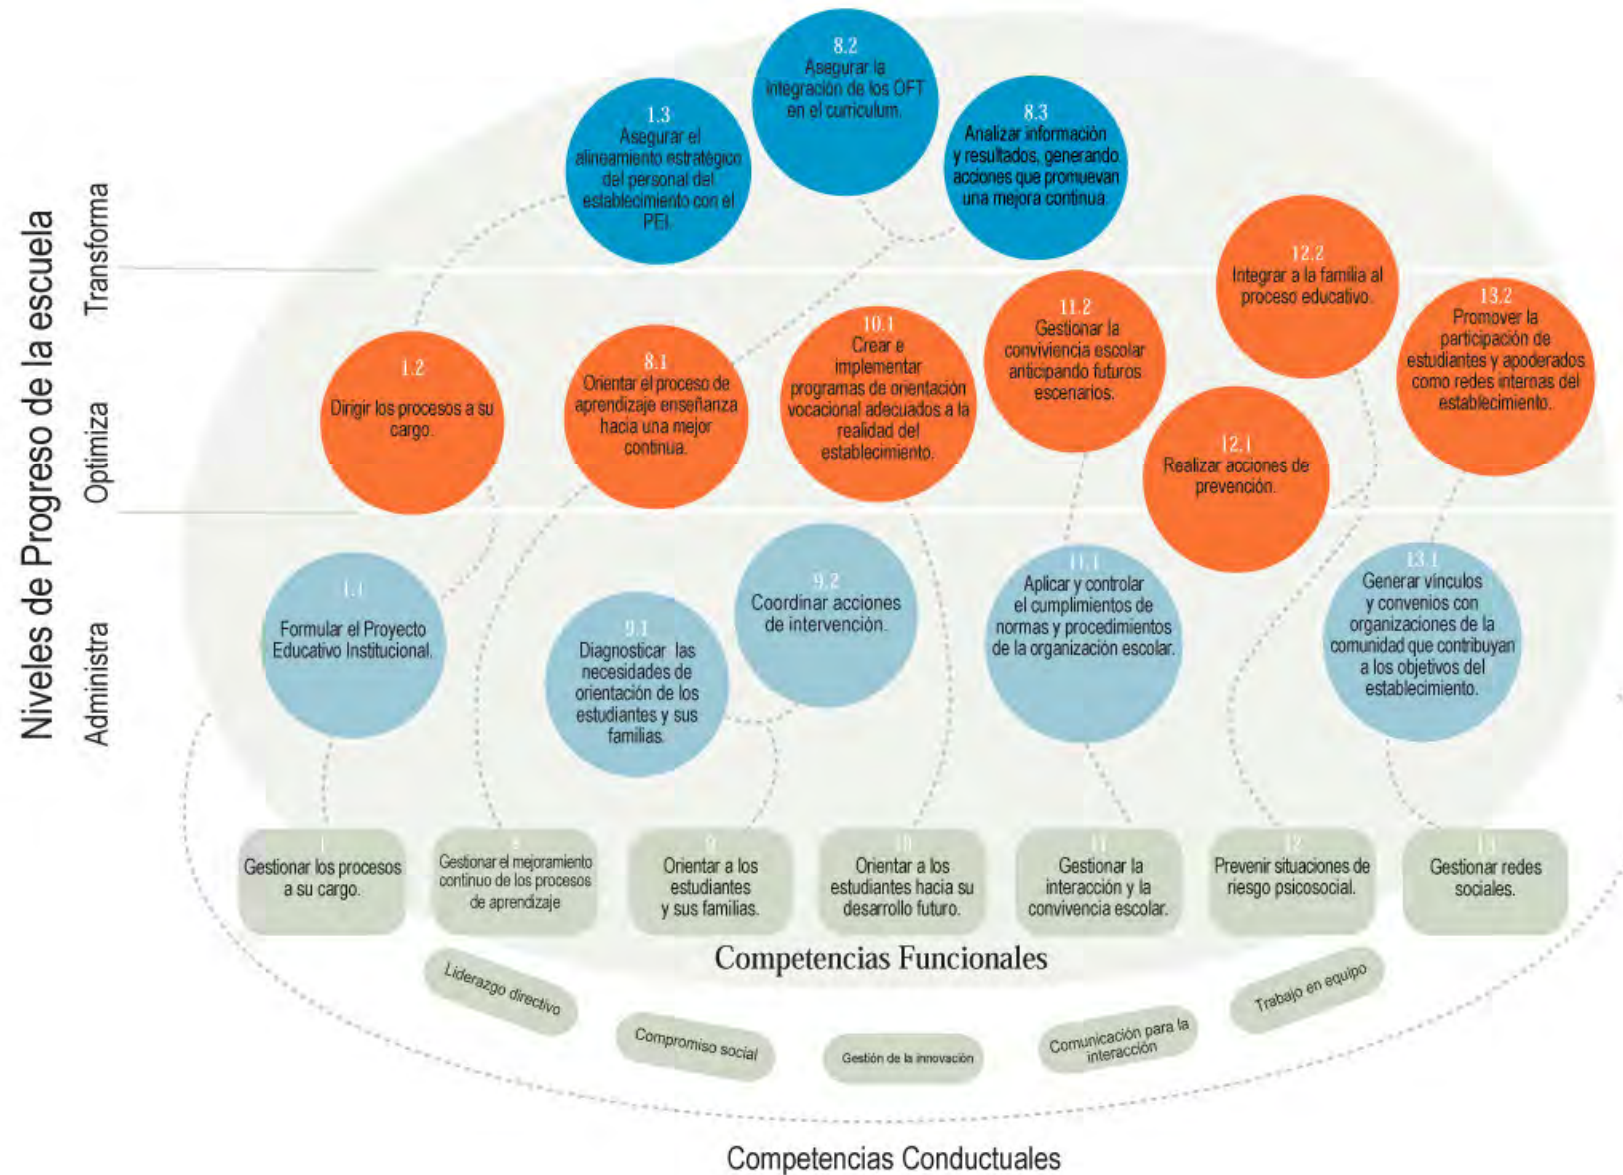 Niveles de Progreso de la escuela
Transforma
Optimiza
Administra
8.2
Asegurar la
integración de los OFT
en el curriculum.
1.3
Asegurar el
alineamiento estratégico
del personal del
establecimiento con el
PEI.
8.3
Analizar información
y resultados, generando
acciones que promuevan
una mejora continua.
12.2
Integrar a la familia al
proceso educativo.
13.2
Promover la
participación de
estudiantes y apoderados
como redes internas del
establecimiento.
11.2
Gestionar la
conviviencia escolar
anticipando futuros
escenarios.
10.1
Crear e
implementar
programas de orientación
vocacional adecuados a la
realidad del
establecimiento.
8.1
Orientar el proceso de
aprendizaje enseñanza
hacia una mejor
continua.
1.2
Dirigir los procesos a su
cargo.
12.1
Realizar acciones de
prevención.
1.1
Formular el Proyecto
Educativo Institucional.
9.1
Diagnosticar las
necesidades de
orientación de los
estudiantes y sus
familias.
9.2
Coordinar acciones
de intervención.
11.1
Aplicar y controlar
el cumplimientos de
normas y procedimientos
de la organización escolar.
13.1
Generar vínculos
y convenios con
organizaciones de la
comunidad que contribuyan
a los objetivos del
establecimiento.
1
Gestionar los procesos
a su cargo.
8
Gestionar el mejoramiento
continuo de los procesos
de aprendizaje
9
Orientar a los
estudiantes
y sus familias.
10
Orientar a los
estudiantes hacia su
desarrollo futuro.
11
Gestionar la
interacción y la
convivencia escolar.
12
Prevenir situaciones de
riesgo psicosocial.
13
Gestionar redes
sociales.
Competencias Funcionales
Liderazgo directivo
Compromiso social
Gestión de la innovación
Comunicación para la
interacción
Trabajo en equipo
Competencias Conductuales